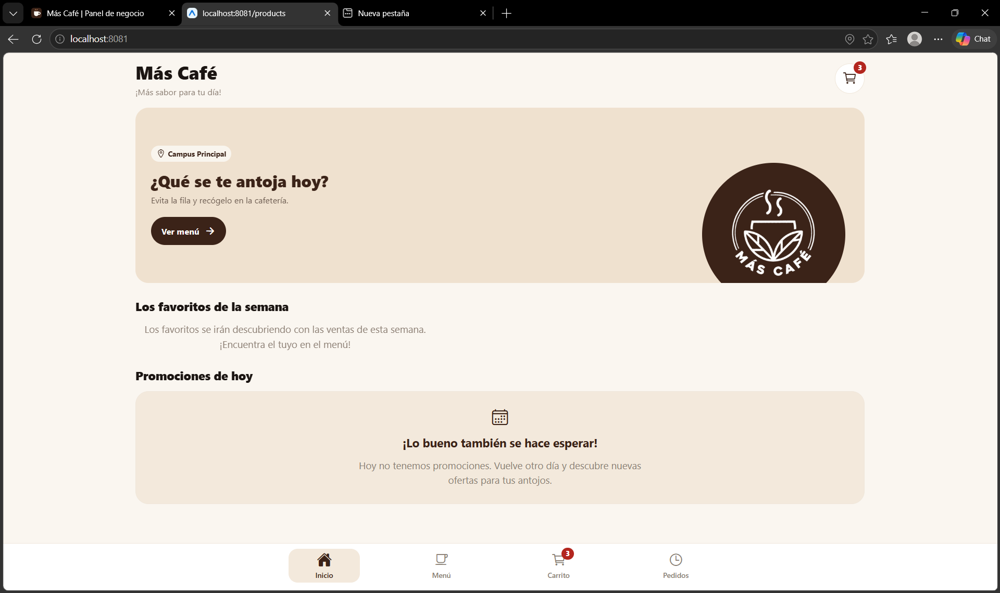 Más Café | Panel de negocio
localhost:8081/products
Nueva pestaña
localhost:8081
Chat
Más Café
¡Más sabor para tu día!
3
Campus Principal
¿Qué se te antoja hoy?
Evita la fila y recógelo en la cafetería.
Ver menú
MÁS CAFÉ
Los favoritos de la semana
Los favoritos se irán descubriendo con las ventas de esta semana.
¡Encuentra el tuyo en el menú!
Promociones de hoy
¡Lo bueno también se hace esperar!
Hoy no tenemos promociones. Vuelve otro día y descubre nuevas
ofertas para tus antojos.
Inicio
Menú
3
Carrito
Pedidos